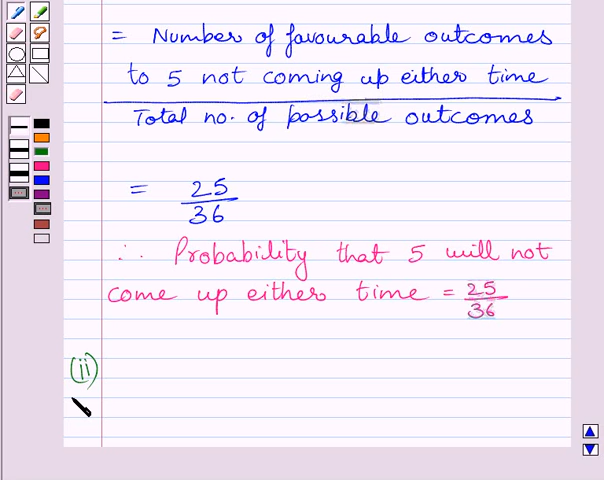 = Number of favourable outcomes
to 5 not coming up either time
Total no. of possible outcomes
= 25
36
∴ Probability that 5 will not
come up either time = 25
36
(ii)